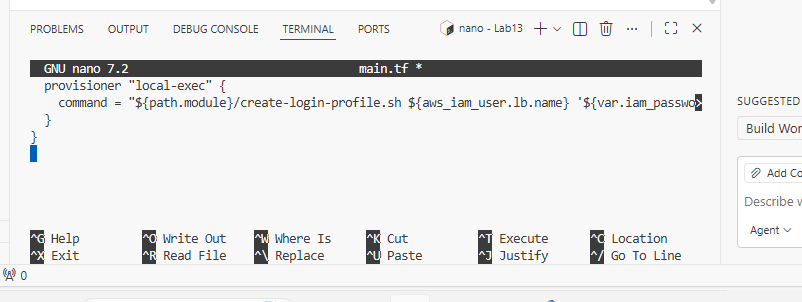 PROBLEMS OUTPUT DEBUG CONSOLE TERMINAL PORTS nano - Lab13
GNU nano 7.2 main.tf *
provisioner "local-exec" {
command = "${path.module}/create-login-profile.sh ${aws_iam_user.lb.name} '${var.iam_passwo>
}
}
^G Help ^O Write Out ^W Where Is ^K Cut ^T Execute ^C Location
^X Exit ^R Read File ^\ Replace ^U Paste ^J Justify ^/ Go To Line
0
SUGGESTED
Build Wor
Add Co
Describe w
Agent